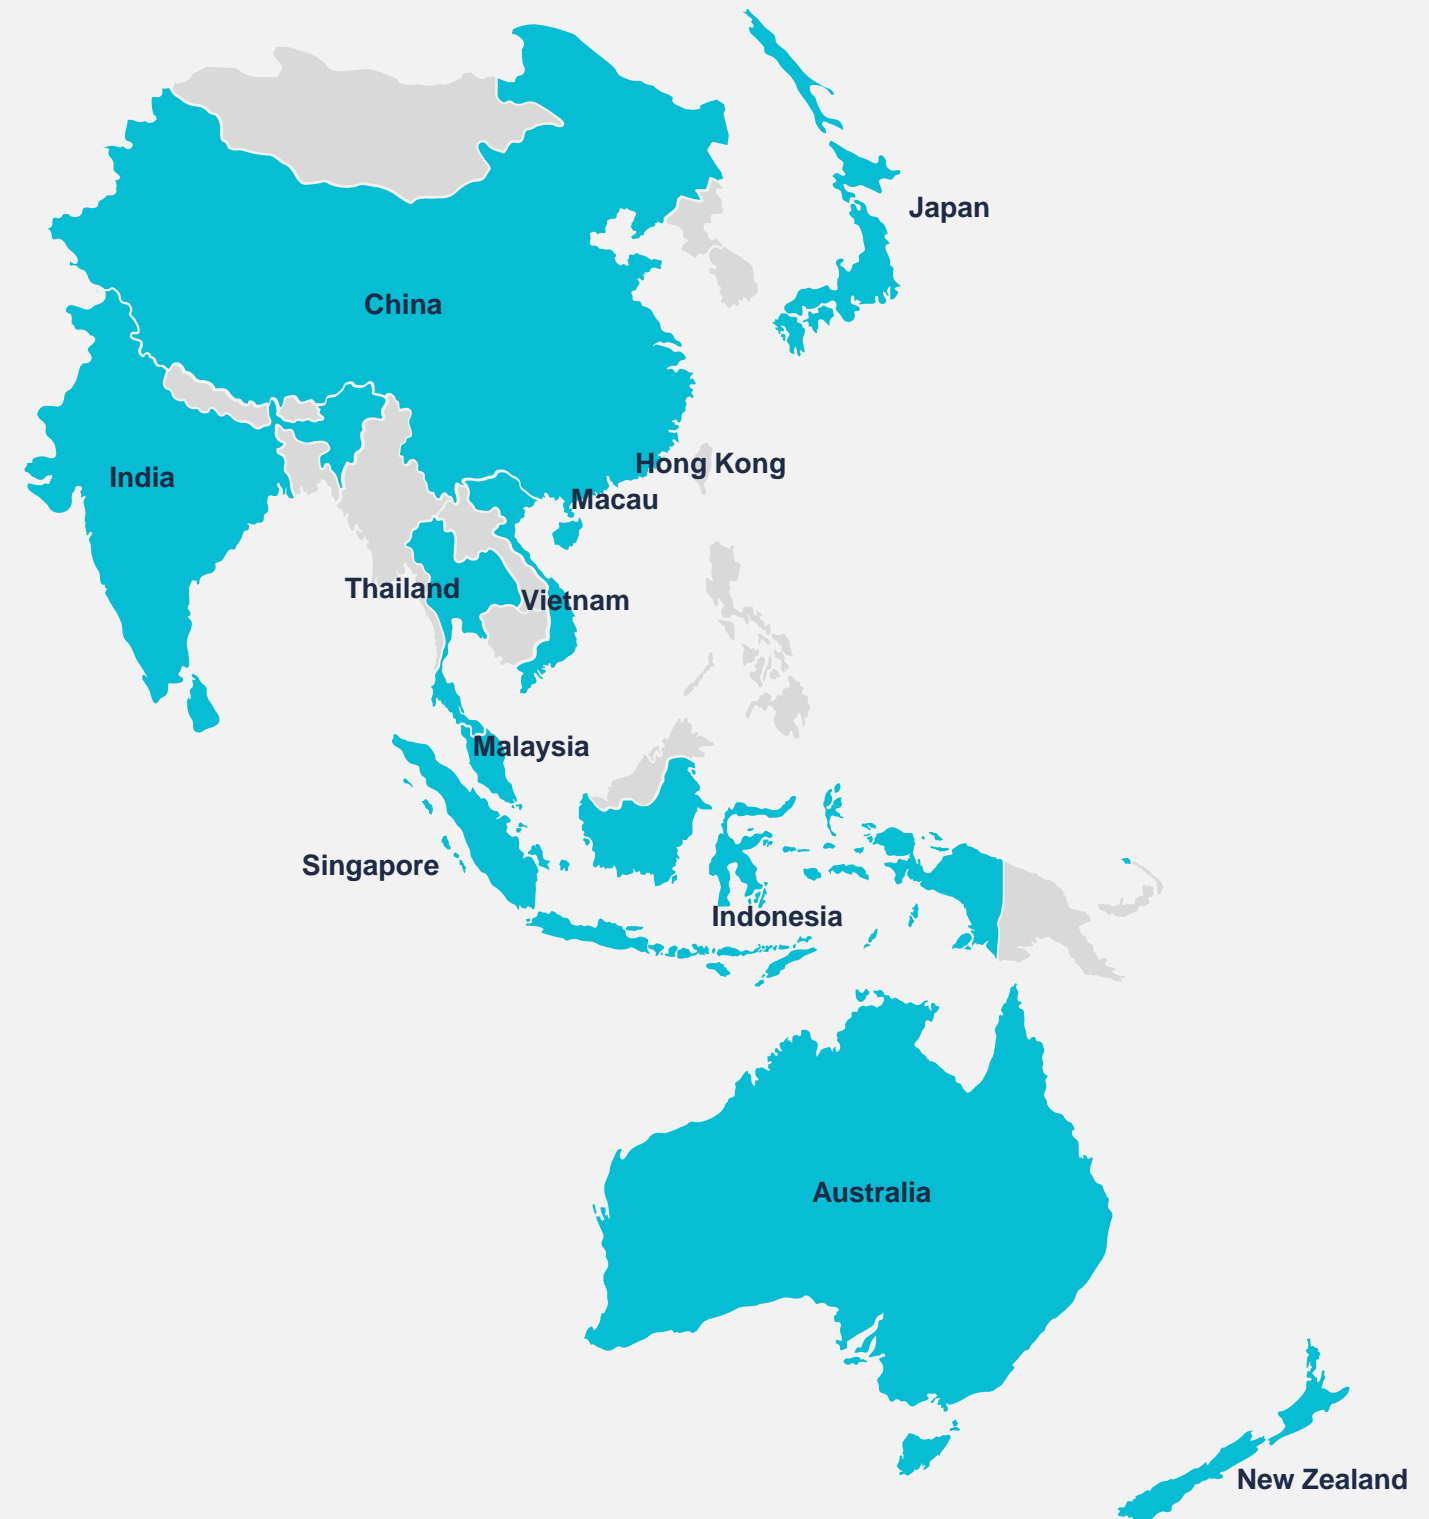 Japan
China
Hong Kong
India
Macau
Thailand
Vietnam
Malaysia
Singapore
Indonesia
Australia
New Zealand